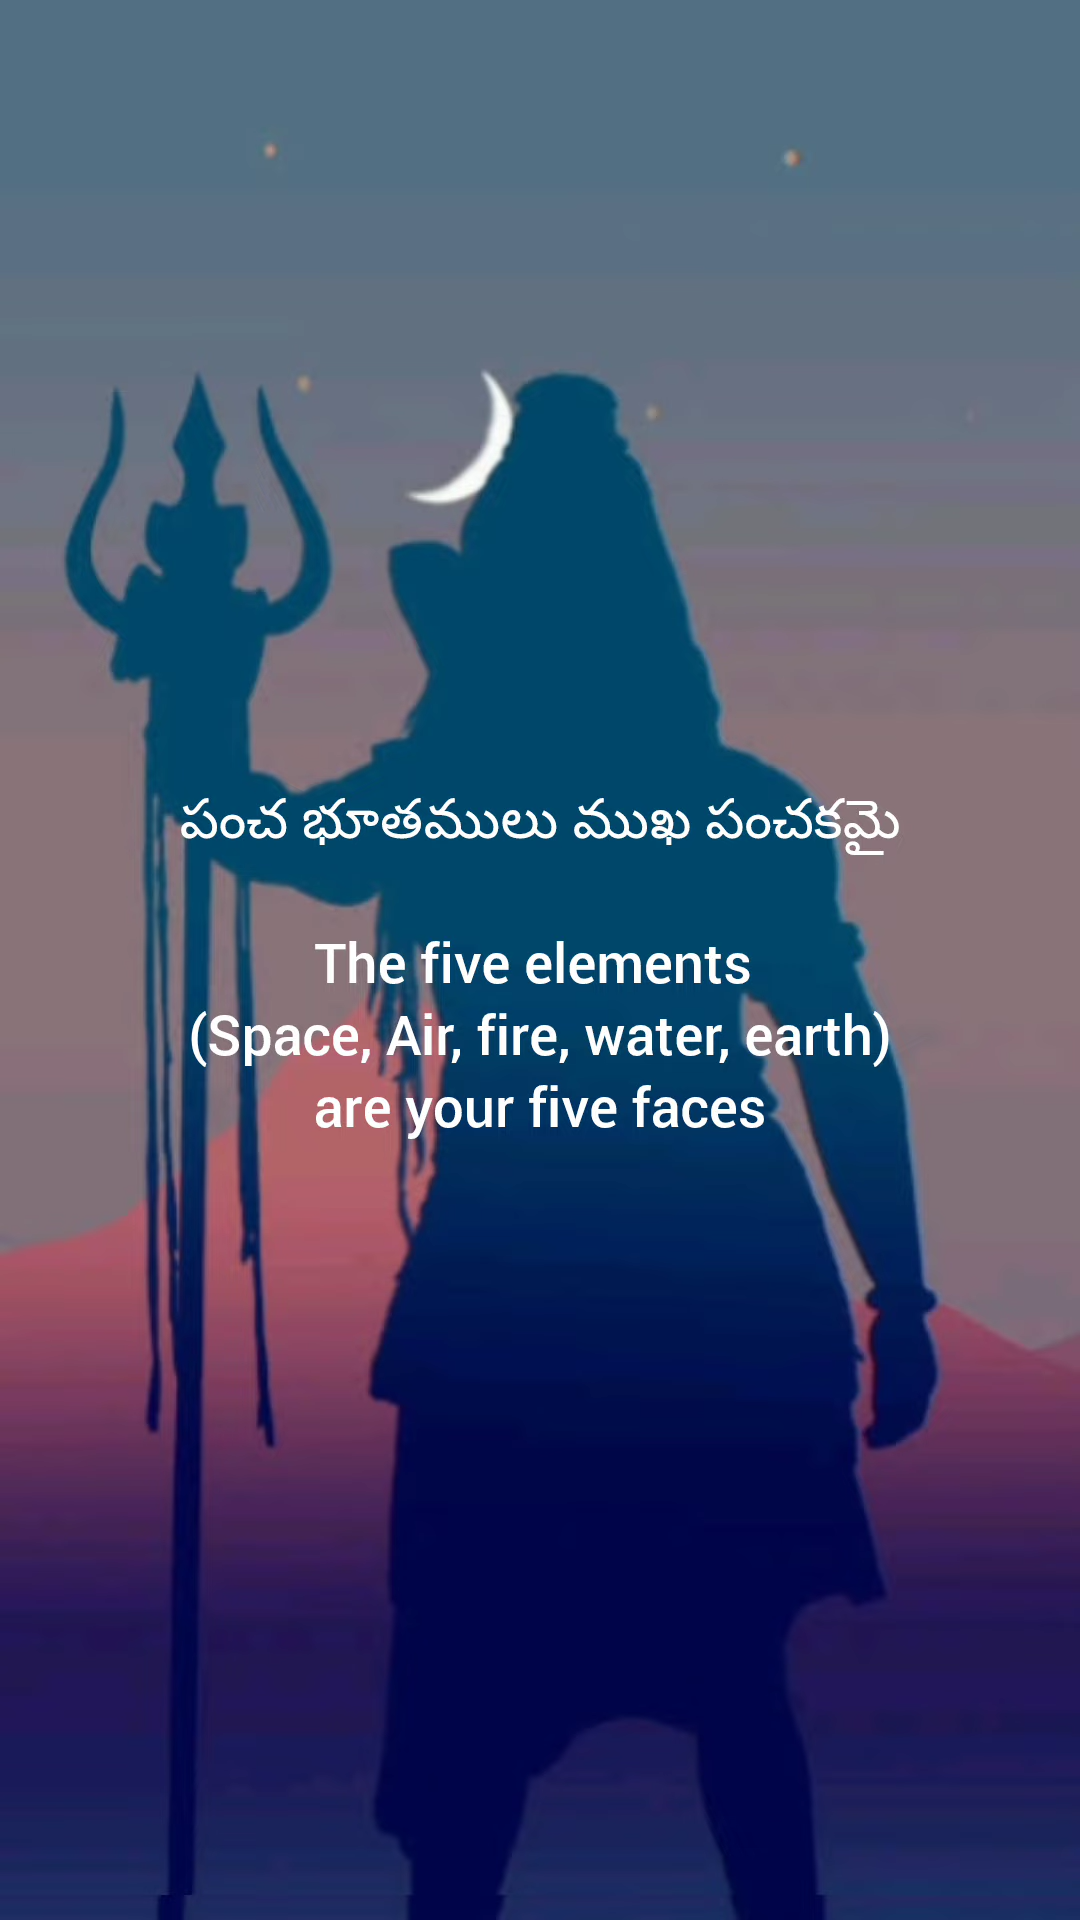 పంచ భూతములు ముఖ పంచకమై
The five elements
(Space, Air, fire, water, earth)
are your five faces